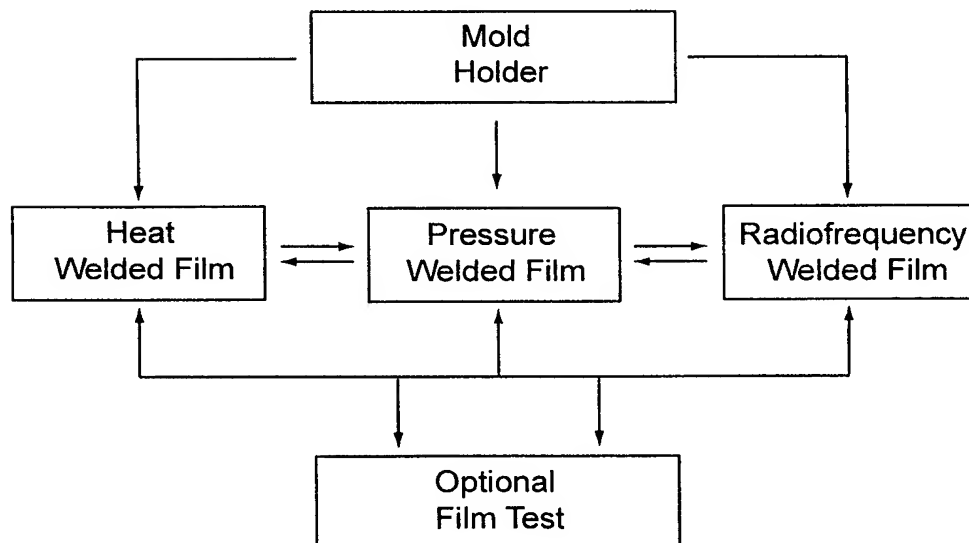 Mold
Holder
Heat
Welded Film
Pressure
Welded Film
Radiofrequency
Welded Film
Optional
Film Test